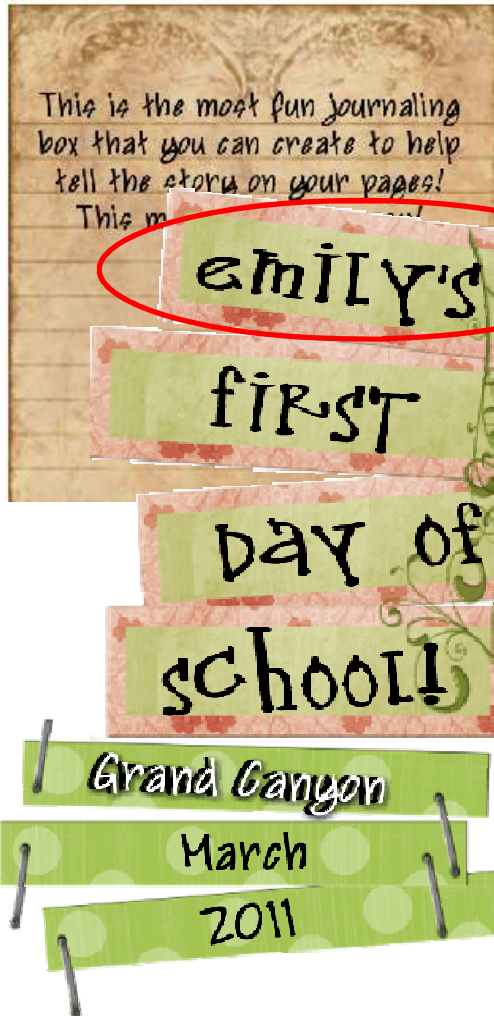 This is the most fun journaling
box that you can create to help
tell the story on your pages!
This
emily's
first
Day of
school!
Grand Canyon
March
2011